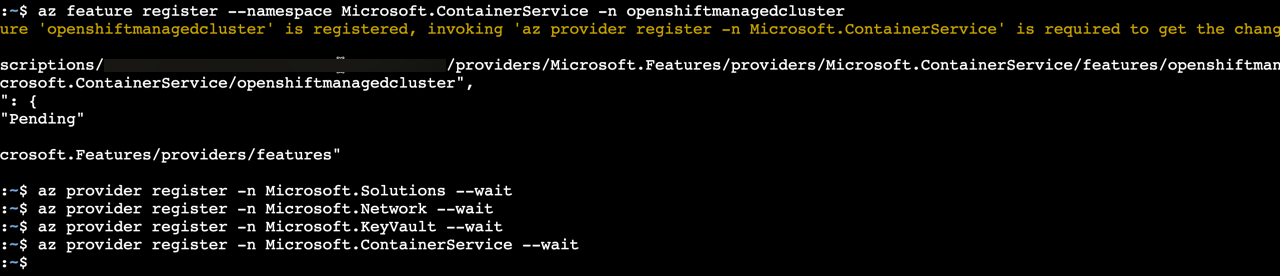 :~$ az feature register --namespace Microsoft.ContainerService -n openshiftmanagedcluster
ure 'openshiftmanagedcluster' is registered, invoking 'az provider register -n Microsoft.ContainerService' is required to get the chang
scriptions/ /providers/Microsoft.Features/providers/Microsoft.ContainerService/features/openshiftman
crosoft.ContainerService/openshiftmanagedcluster",
": {
"Pending"
crosoft.Features/providers/features"
:~$ az provider register -n Microsoft.Solutions --wait
:~$ az provider register -n Microsoft.Network --wait
:~$ az provider register -n Microsoft.KeyVault --wait
:~$ az provider register -n Microsoft.ContainerService --wait
:~$